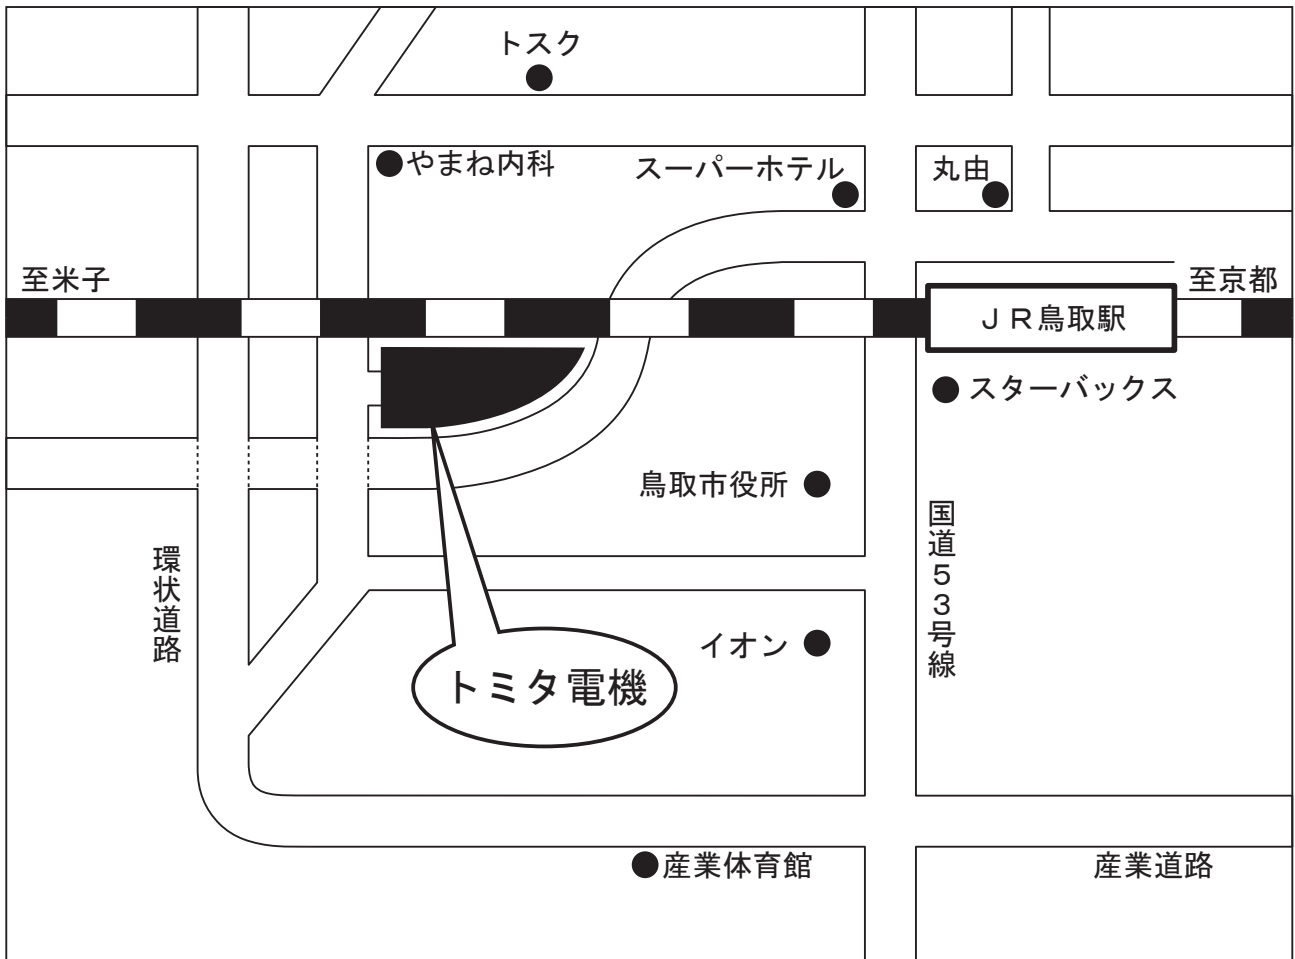 トスク
やまね内科
スーパーホテル
丸由
至米子
至京都
ＪＲ鳥取駅
スターバックス
鳥取市役所
国道５３号線
環状道路
イオン
トミタ電機
産業体育館
産業道路